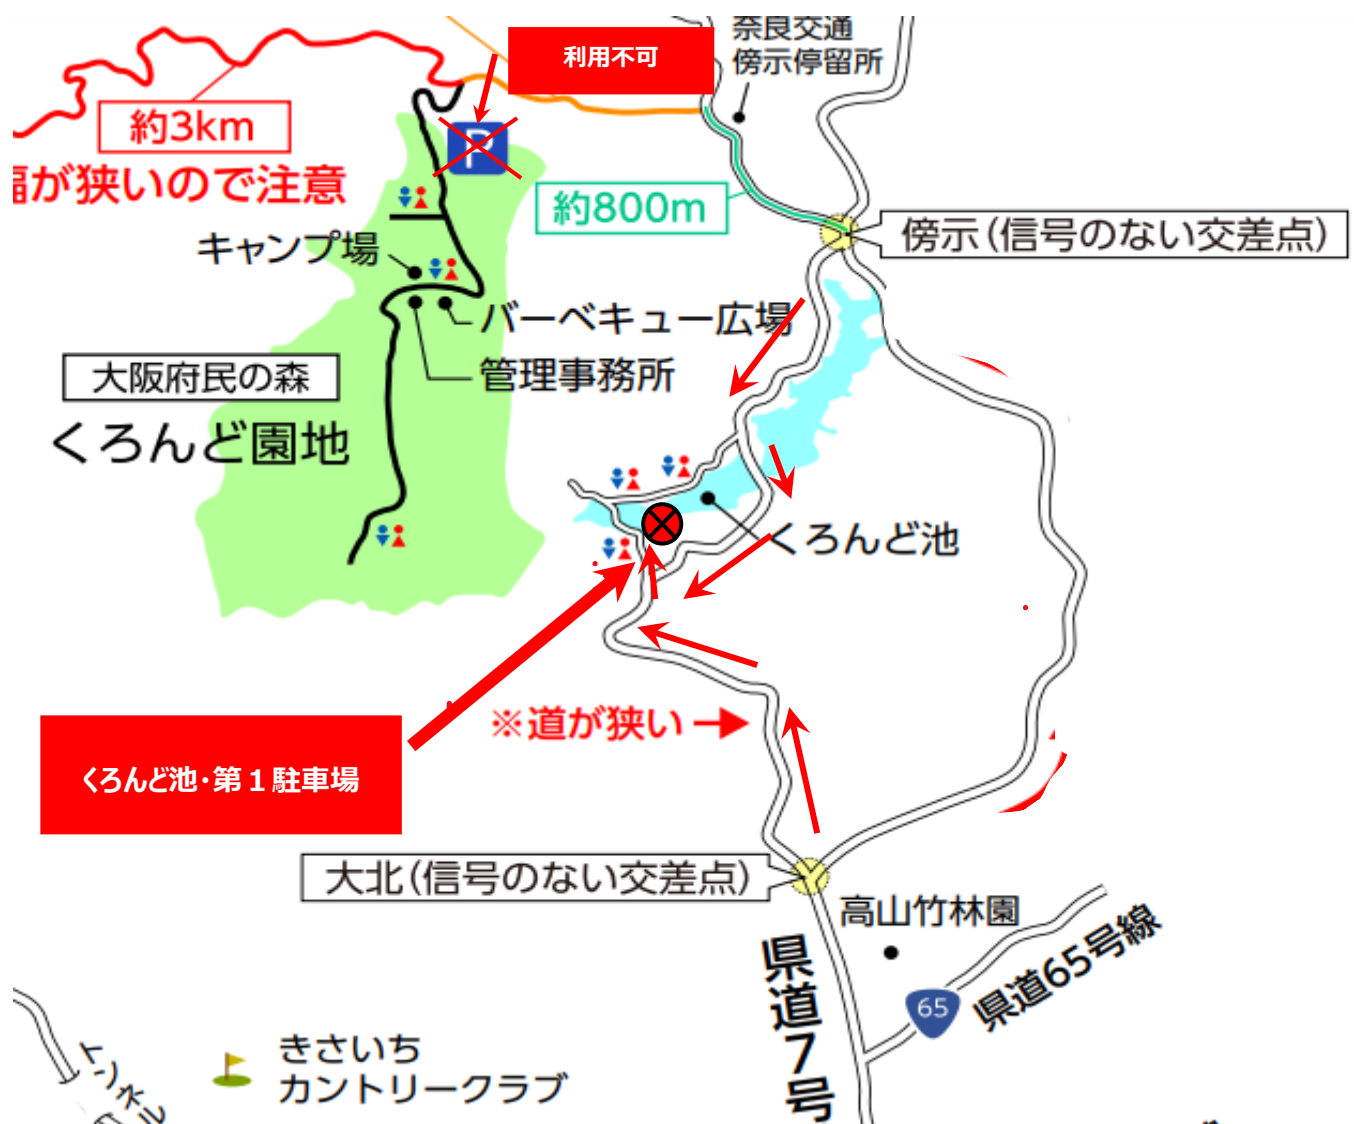 奈良交通
傍示停留所
利用不可
約3km
幅が狭いので注意
P
約800m
傍示(信号のない交差点)
キャンプ場
バーベキュー広場
管理事務所
大阪府民の森
くろんど園地
くろんど池
※道が狭い
くろんど池・第1駐車場
大北(信号のない交差点)
高山竹林園
県道7号
65
県道65号線
きさいち
カントリークラブ
トンネル